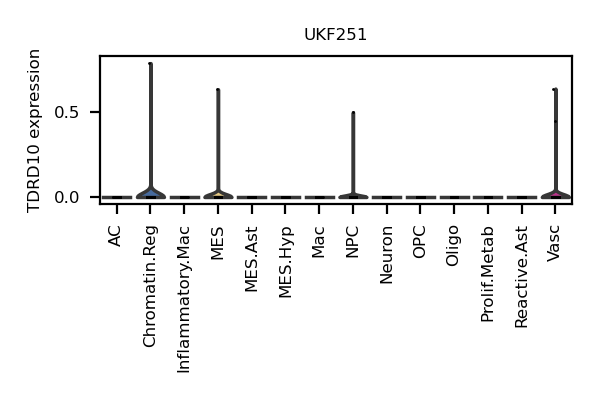 UKF251
TDRD10 expression
0.5
0.0
AC
Chromatin.Reg
Inflammatory.Mac
MES
MES.Ast
MES.Hyp
Mac
NPC
Neuron
OPC
Oligo
Prolif.Metab
Reactive.Ast
Vasc